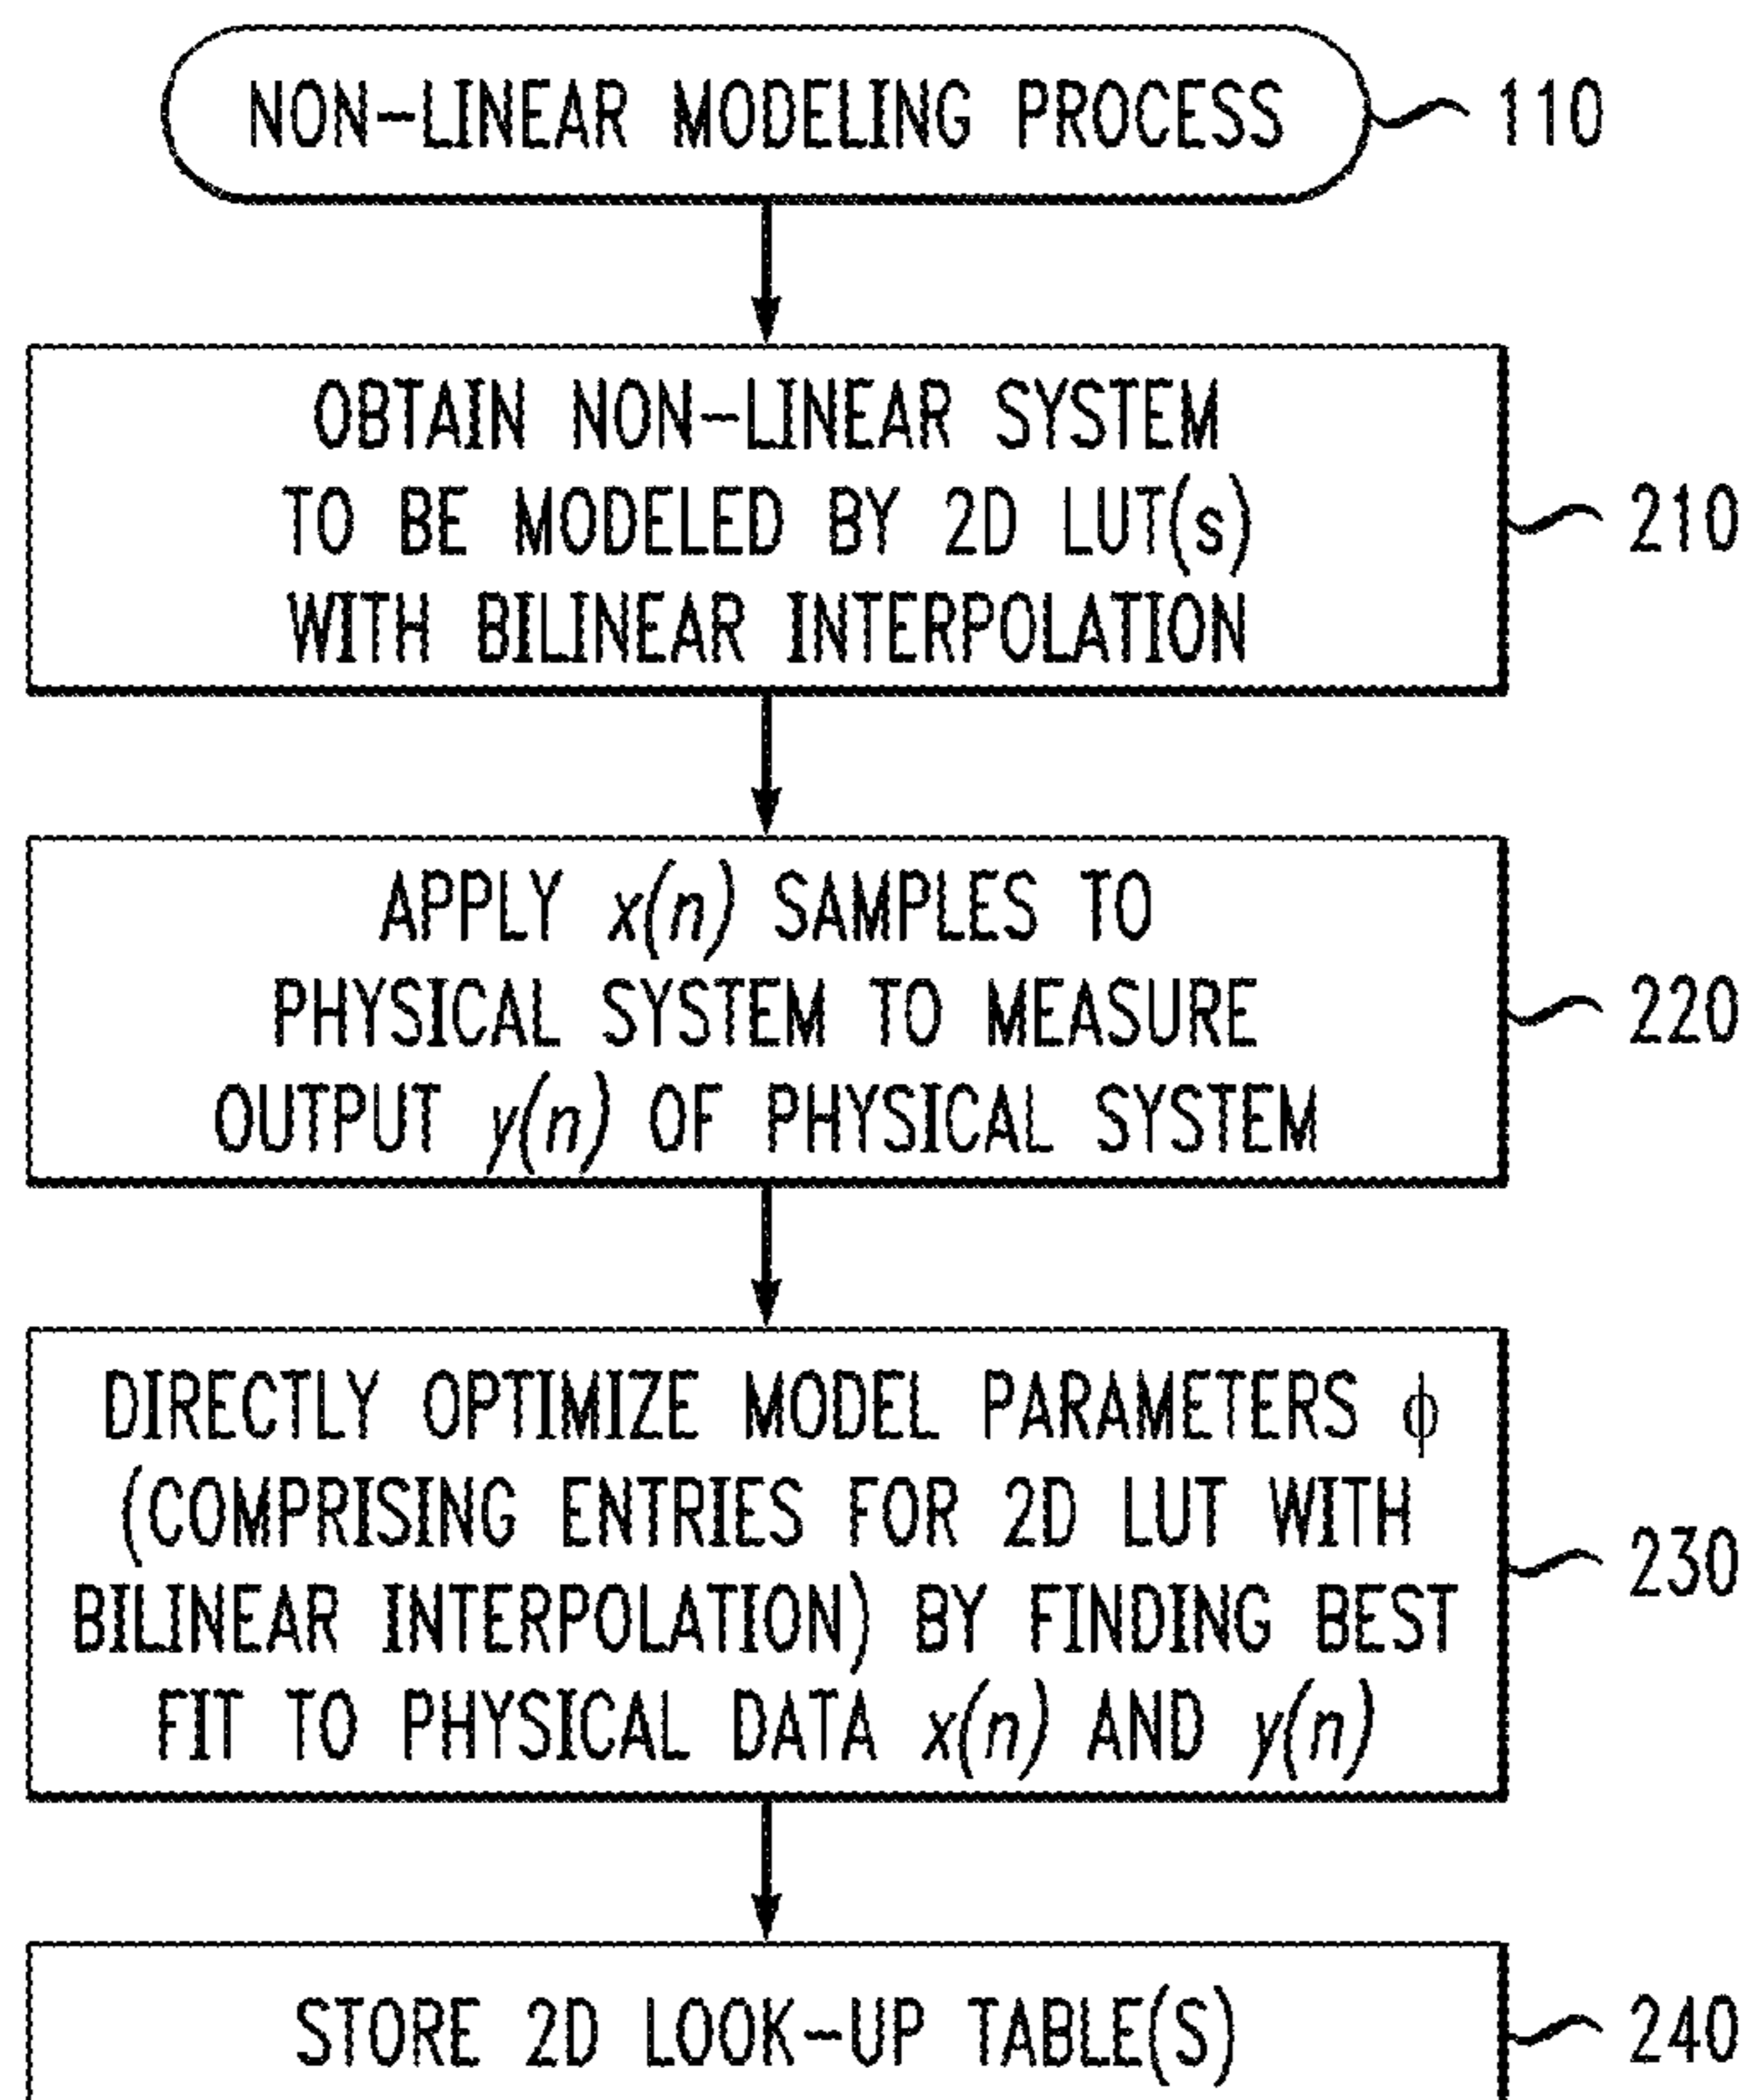 NON-LINEAR MODELING PROCESS
110
OBTAIN NON-LINEAR SYSTEM
TO BE MODELED BY 2D LUT(s)
WITH BILINEAR INTERPOLATION
210
APPLY x(n) SAMPLES TO
PHYSICAL SYSTEM TO MEASURE
OUTPUT y(n) OF PHYSICAL SYSTEM
220
DIRECTLY OPTIMIZE MODEL PARAMETERS ϕ
(COMPRISING ENTRIES FOR 2D LUT WITH
BILINEAR INTERPOLATION) BY FINDING BEST
FIT TO PHYSICAL DATA x(n) AND y(n)
230
STORE 2D LOOK-UP TABLE(S)
240